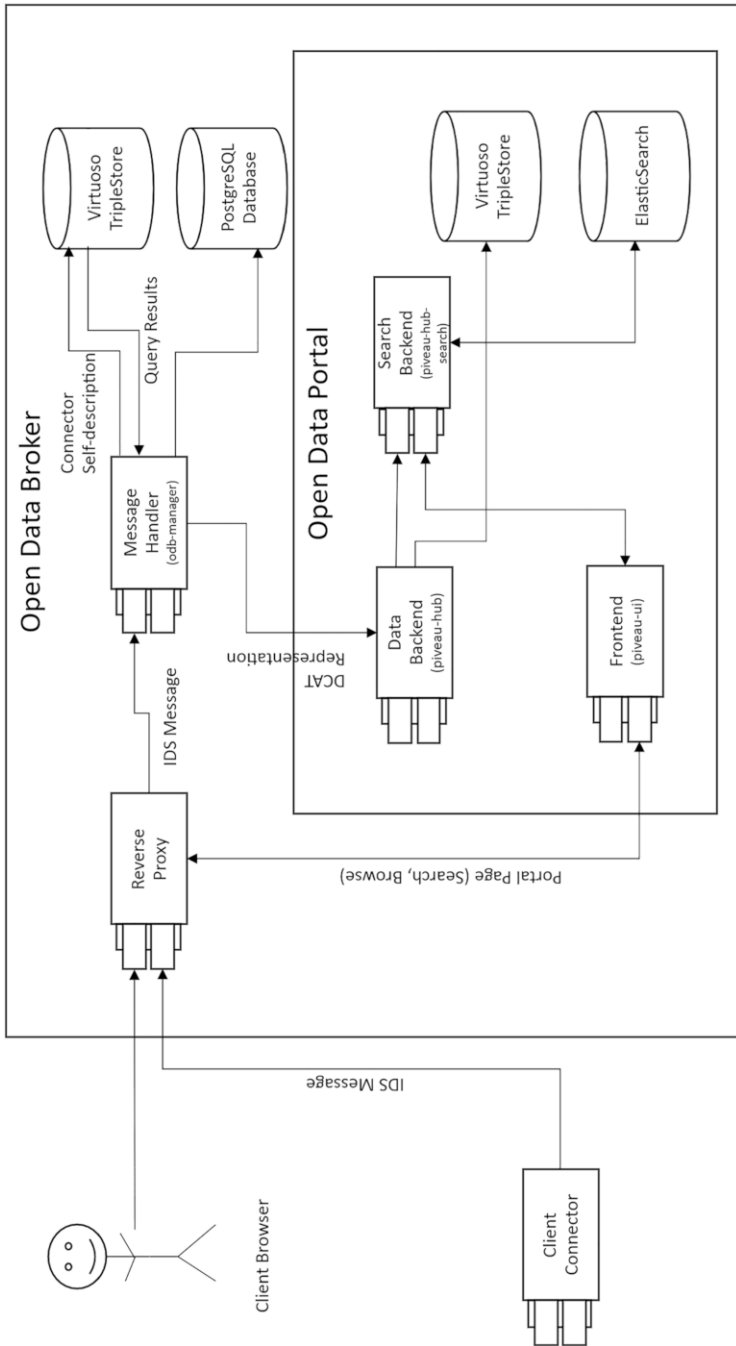 Open Data Broker
Client Browser
Client
Connector
IDS Message
Reverse
Proxy
IDS Message
Portal Page (Search, Browse)
Message
Handler
(odb-manager)
Connector
Self-description
Query Results
Virtuoso
TripleStore
PostgreSQL
Database
DCAT
Representation
Open Data Portal
Data
Backend
(piveau-hub)
Frontend
(piveau-ui)
Search
Backend
(piveau-hub-
search)
Virtuoso
TripleStore
ElasticSearch